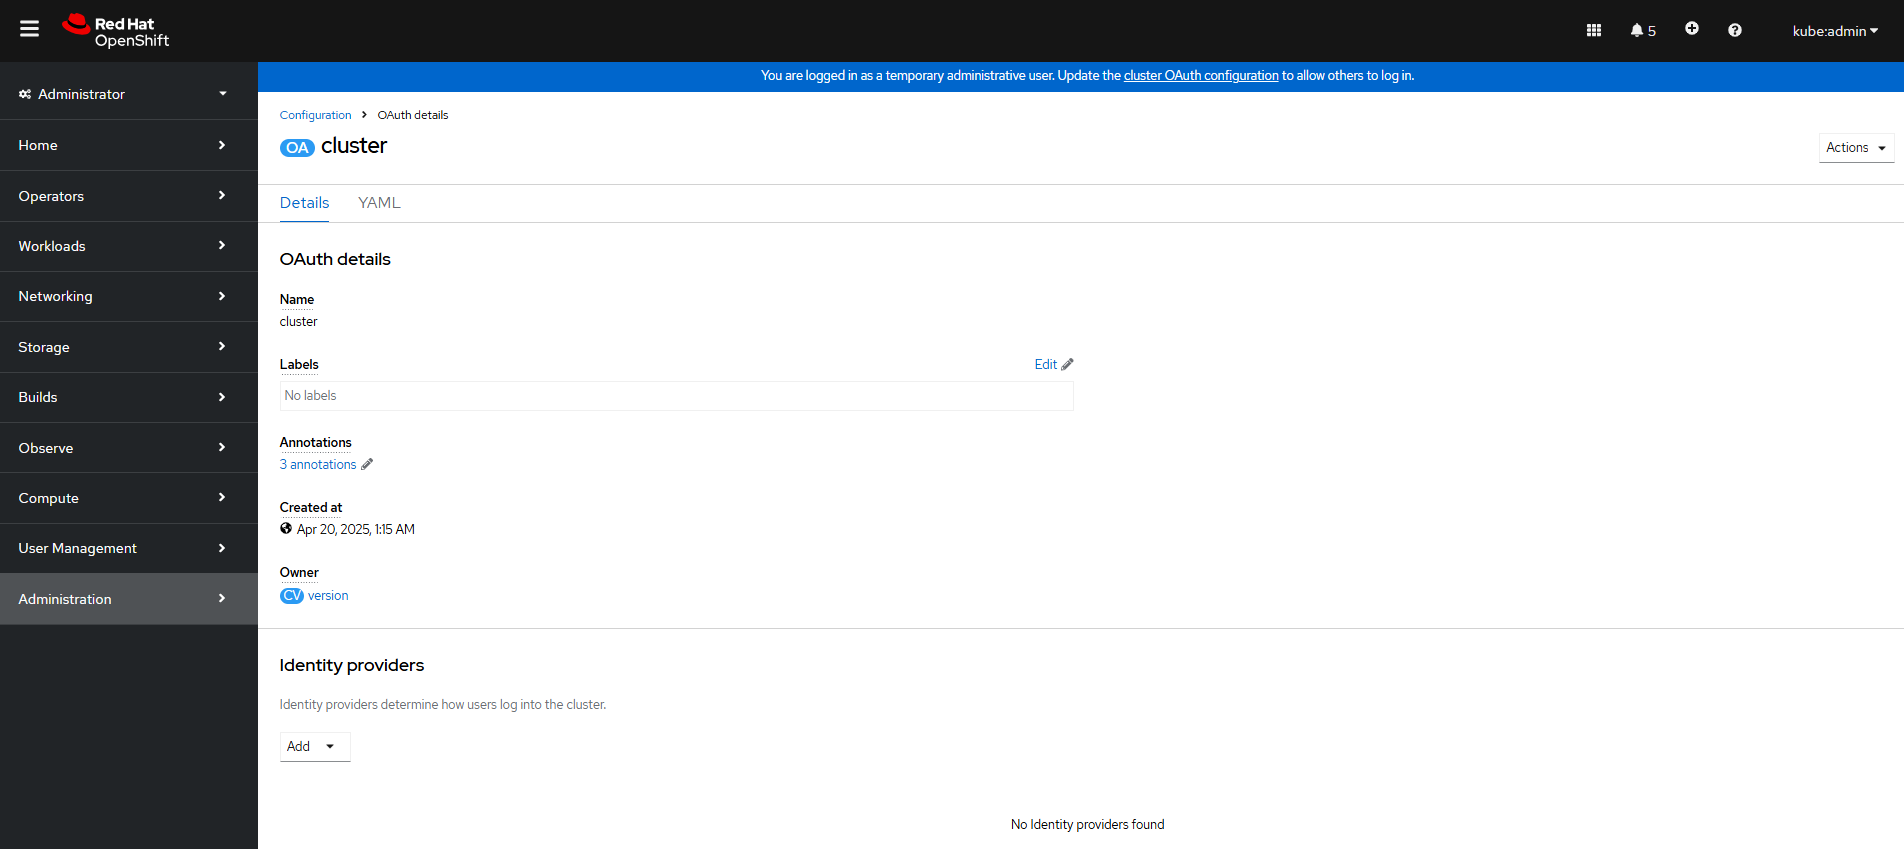 Red Hat
OpenShift
5
kube:admin
Administrator
Home
Operators
Workloads
Networking
Storage
Builds
Observe
Compute
User Management
Administration
You are logged in as a temporary administrative user. Update the cluster OAuth configuration to allow others to log in.
Configuration > OAuth details
OA cluster
Actions
Details YAML
OAuth details
Name
cluster
Labels Edit
No labels
Annotations
3 annotations
Created at
Apr 20, 2025, 1:15 AM
Owner
CV version
Identity providers
Identity providers determine how users log into the cluster.
Add
No Identity providers found